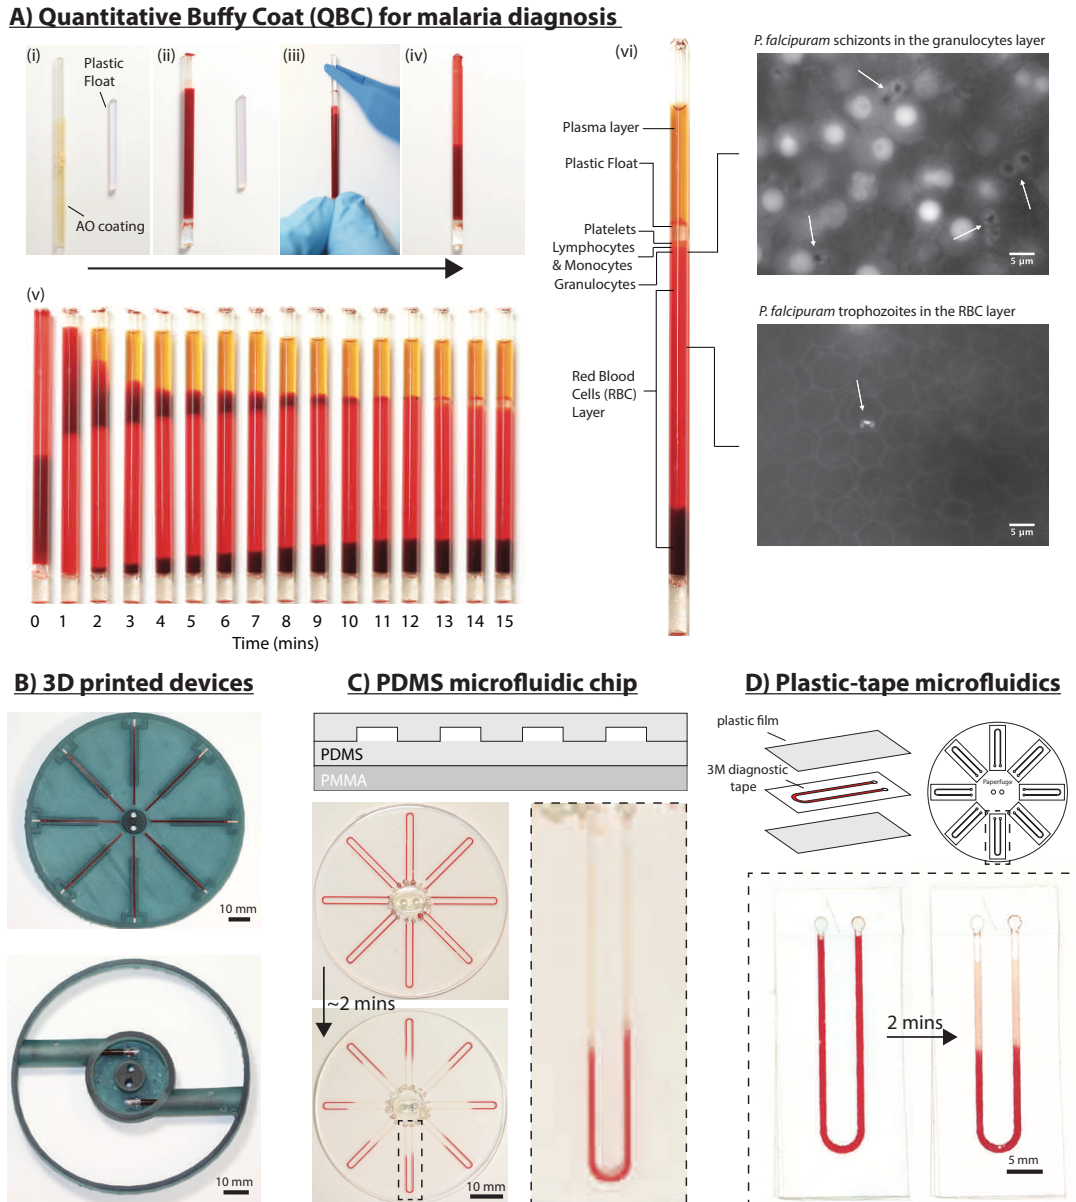 A) Quantitative Buffy Coat (QBC) for malaria diagnosis
(i)
(ii)
(iii)
(iv)
Plastic
Float
AO coating
(v)
0 1 2 3 4 5 6 7 8 9 10 11 12 13 14 15
Time (mins)
(vi)
Plasma layer
Plastic Float
Platelets
Lymphocytes
& Monocytes
Granulocytes
Red Blood
Cells (RBC)
Layer
P. falcipuram schizonts in the granulocytes layer
5 µm
P. falcipuram trophozoites in the RBC layer
5 µm
B) 3D printed devices
10 mm
10 mm
C) PDMS microfluidic chip
PDMS
PMMA
~2 mins
10 mm
D) Plastic-tape microfluidics
plastic film
3M diagnostic
tape
Paperfuge
2 mins
5 mm